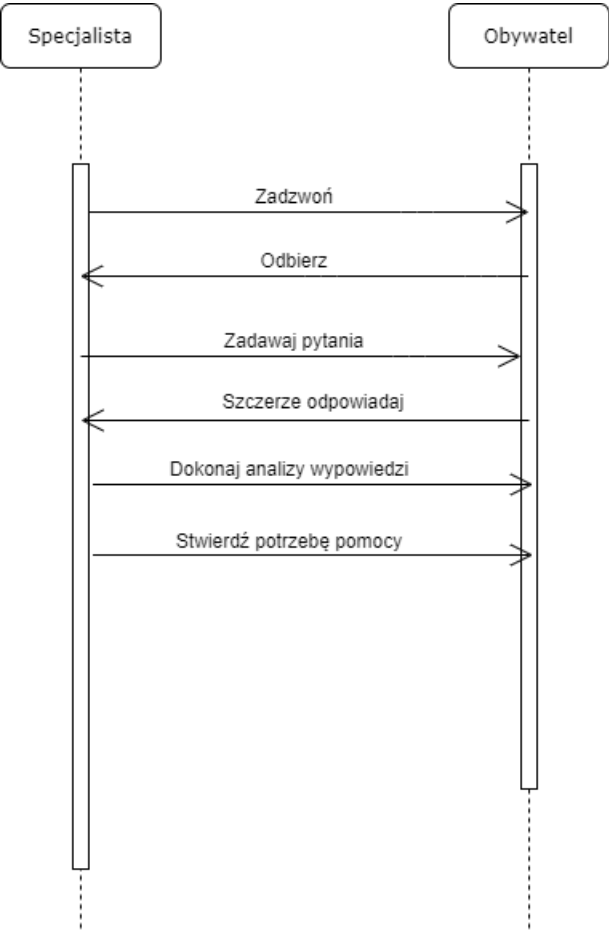 Specjalista
Obywatel
Zadzwoń
Odbierz
Zadawaj pytania
Szczerze odpowiadaj
Dokonaj analizy wypowiedzi
Stwierdź potrzebę pomocy